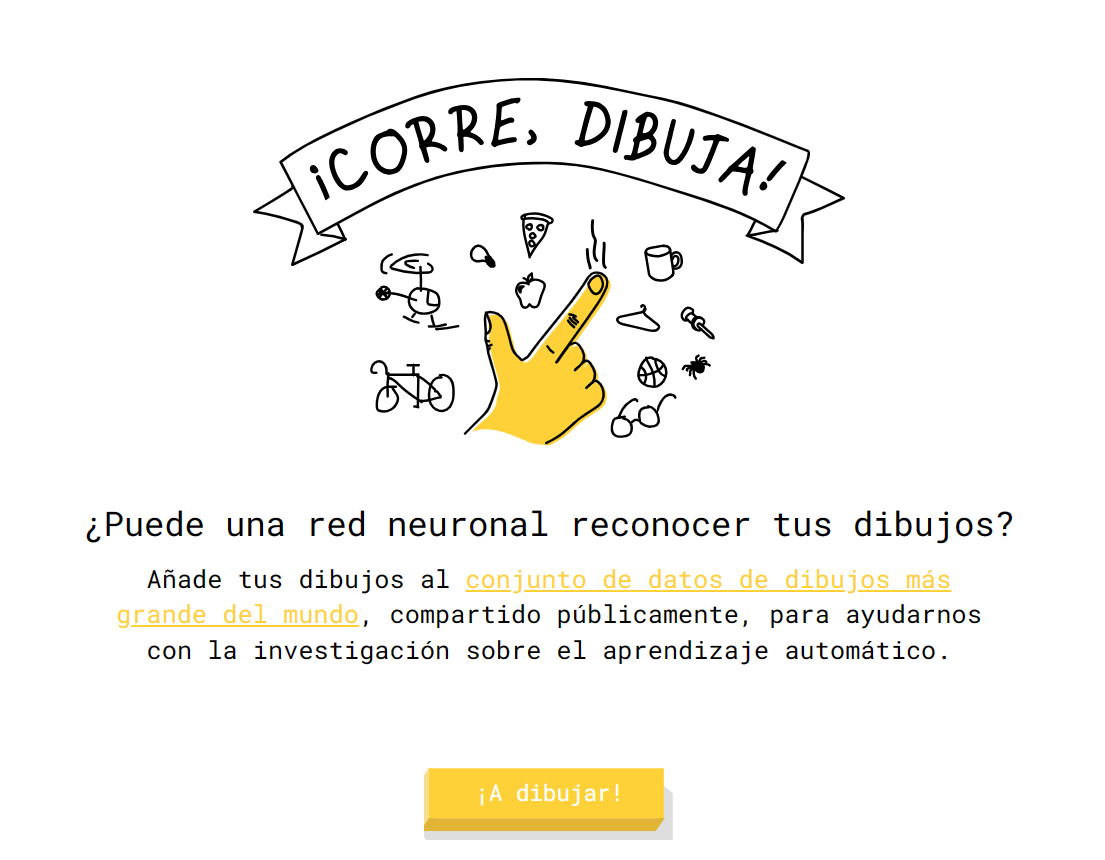 ¡CORRE, DIBUJA!
¿Puede una red neuronal reconocer tus dibujos?
Añade tus dibujos al conjunto de datos de dibujos más
grande del mundo, compartido públicamente, para ayudarnos
con la investigación sobre el aprendizaje automático.
¡A dibujar!